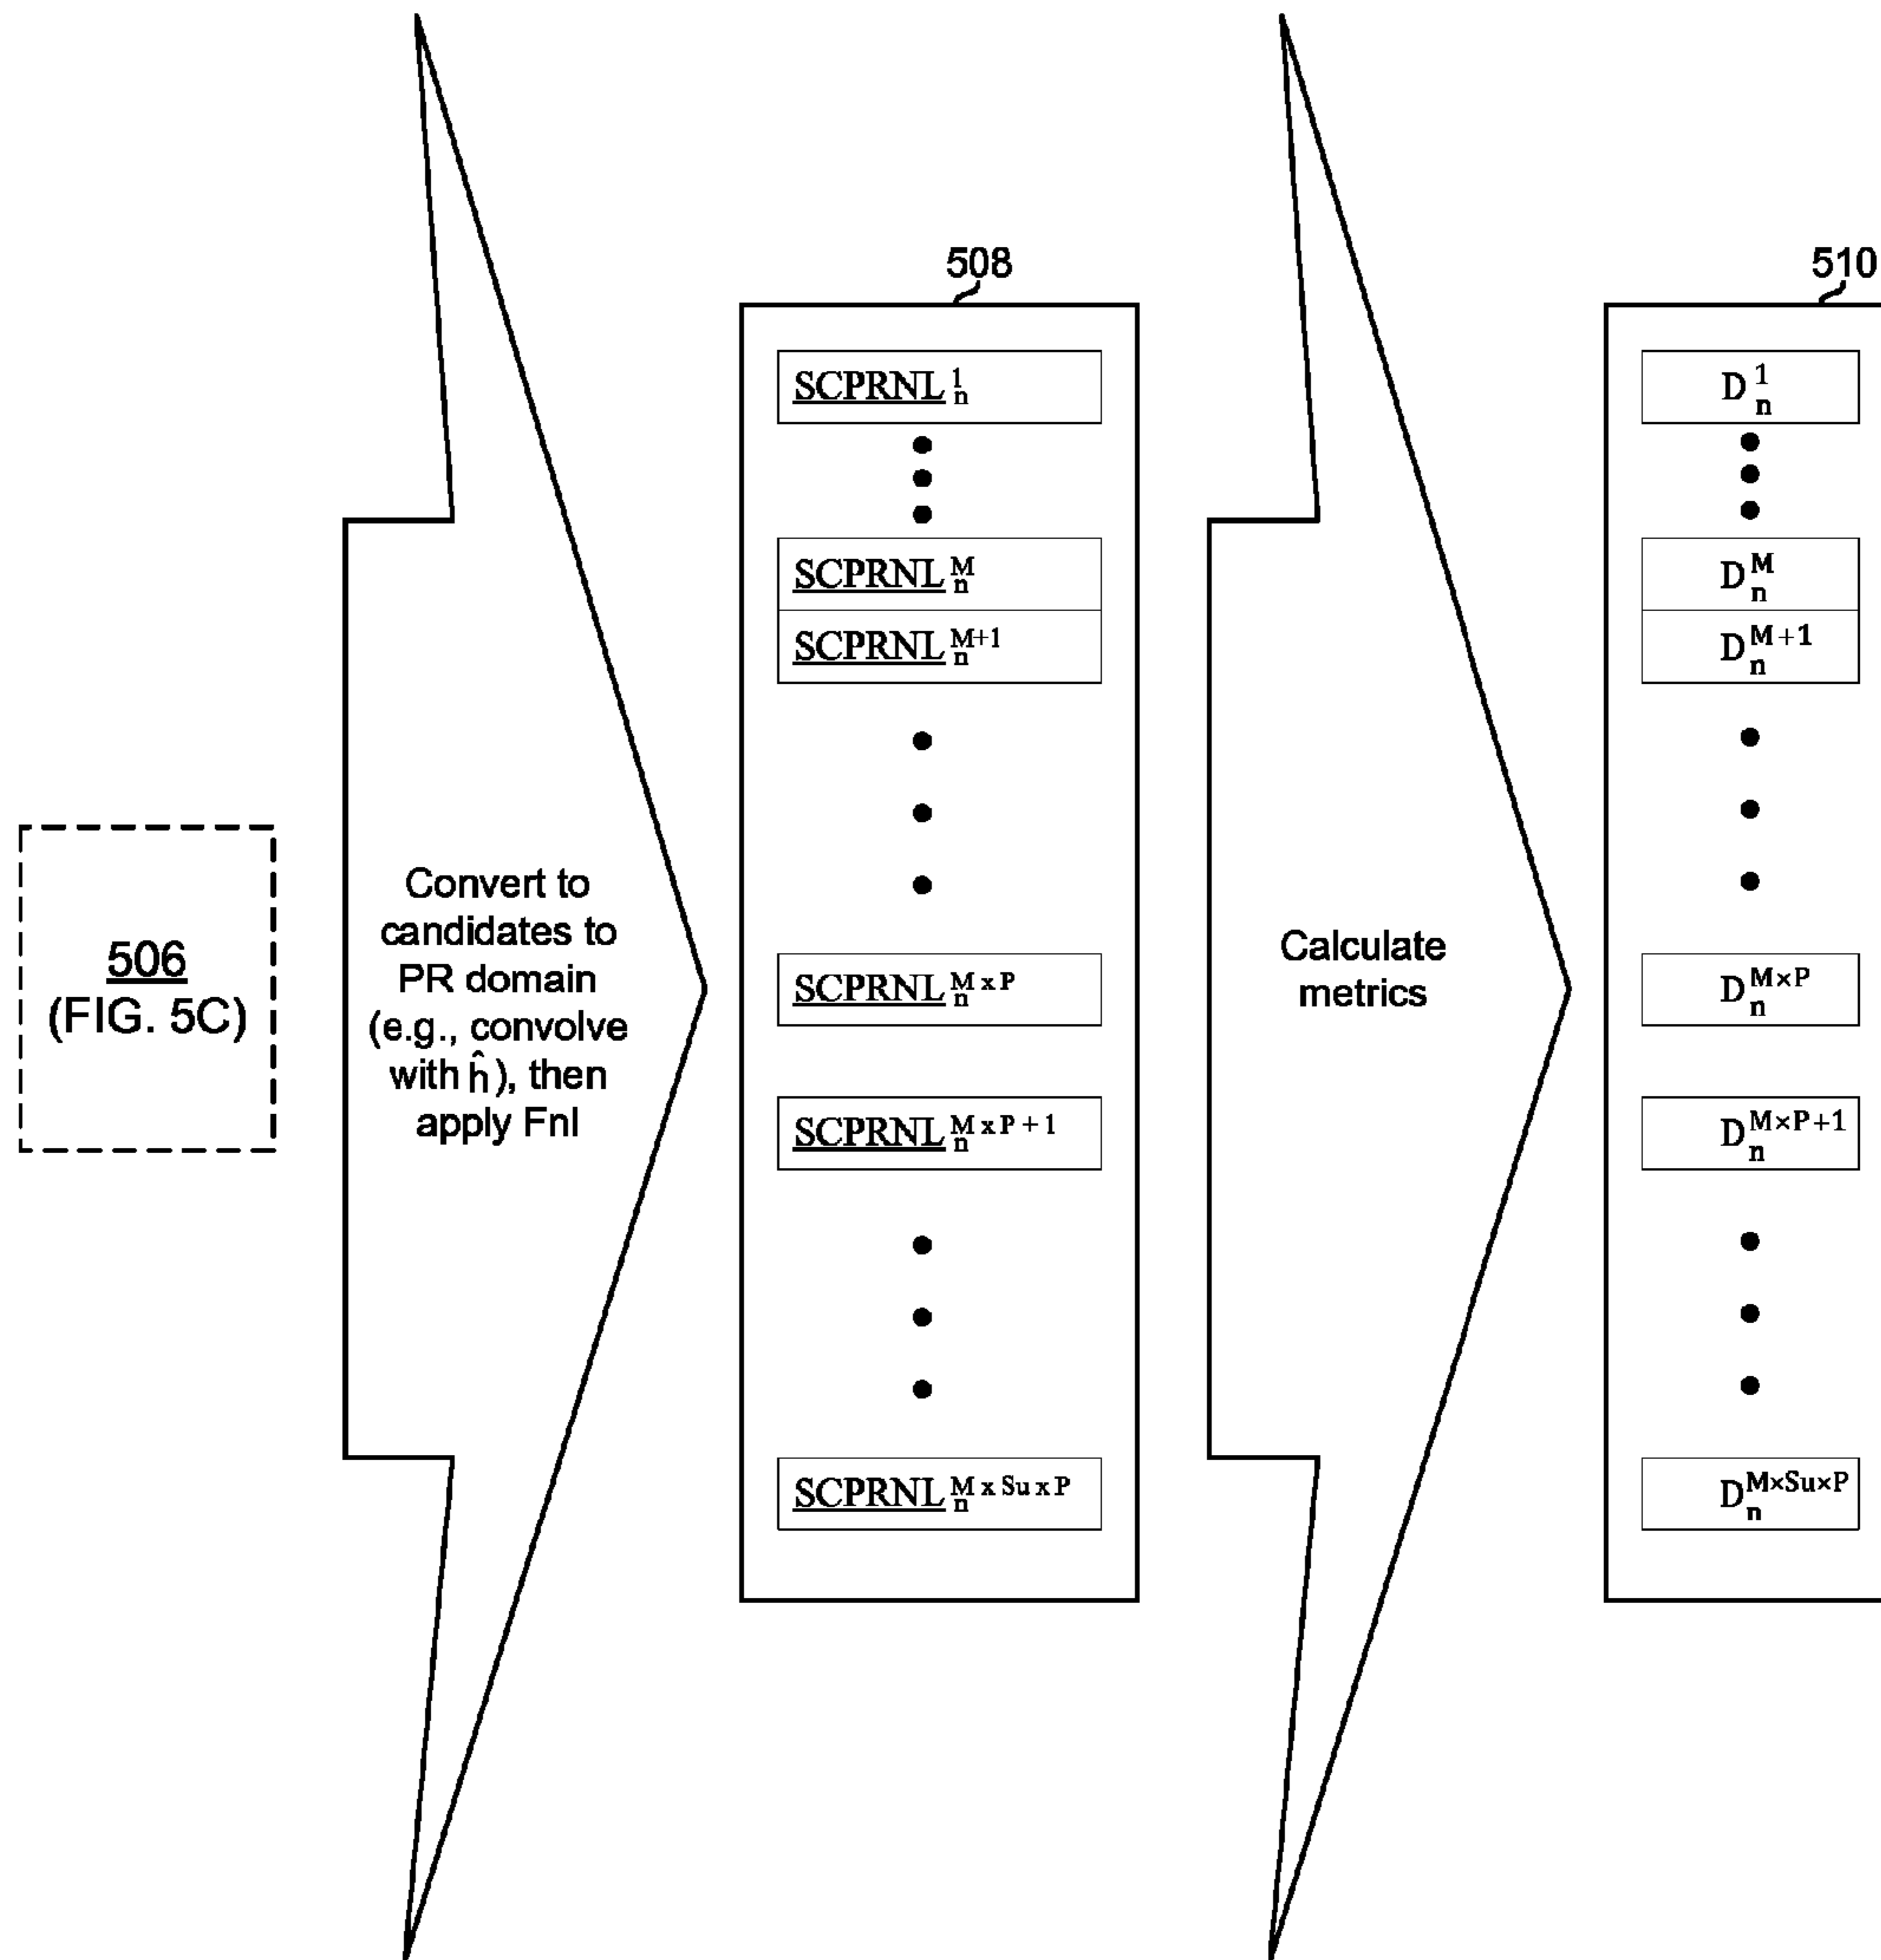 506
(FIG. 5C)
Convert to
candidates to
PR domain
(e.g., convolve
with ĥ), then
apply Fnl
508
SCPRNL 1 n
SCPRNL M n
SCPRNL M+1 n
SCPRNL M x P n
SCPRNL M x P + 1 n
SCPRNL M x Su x P n
Calculate
metrics
510
D 1 n
D M n
D M+1 n
D M×P n
D M×P+1 n
D M×Su×P n